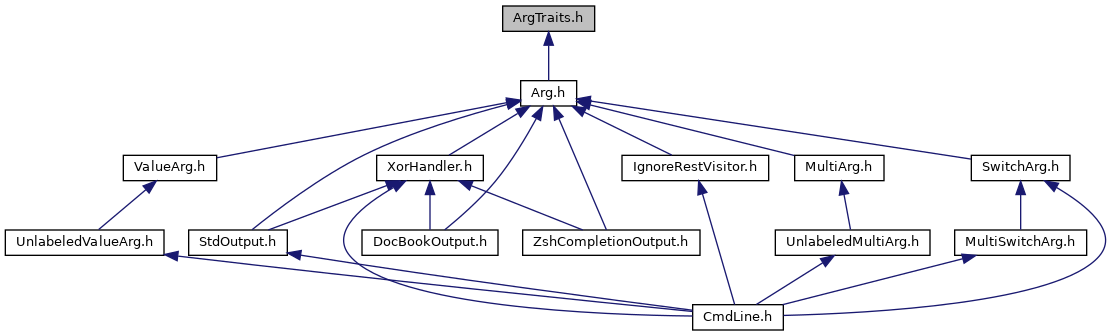 ArgTraits.h
Arg.h
ValueArg.h
XorHandler.h
IgnoreRestVisitor.h
MultiArg.h
SwitchArg.h
UnlabeledValueArg.h
StdOutput.h
DocBookOutput.h
ZshCompletionOutput.h
UnlabeledMultiArg.h
MultiSwitchArg.h
CmdLine.h